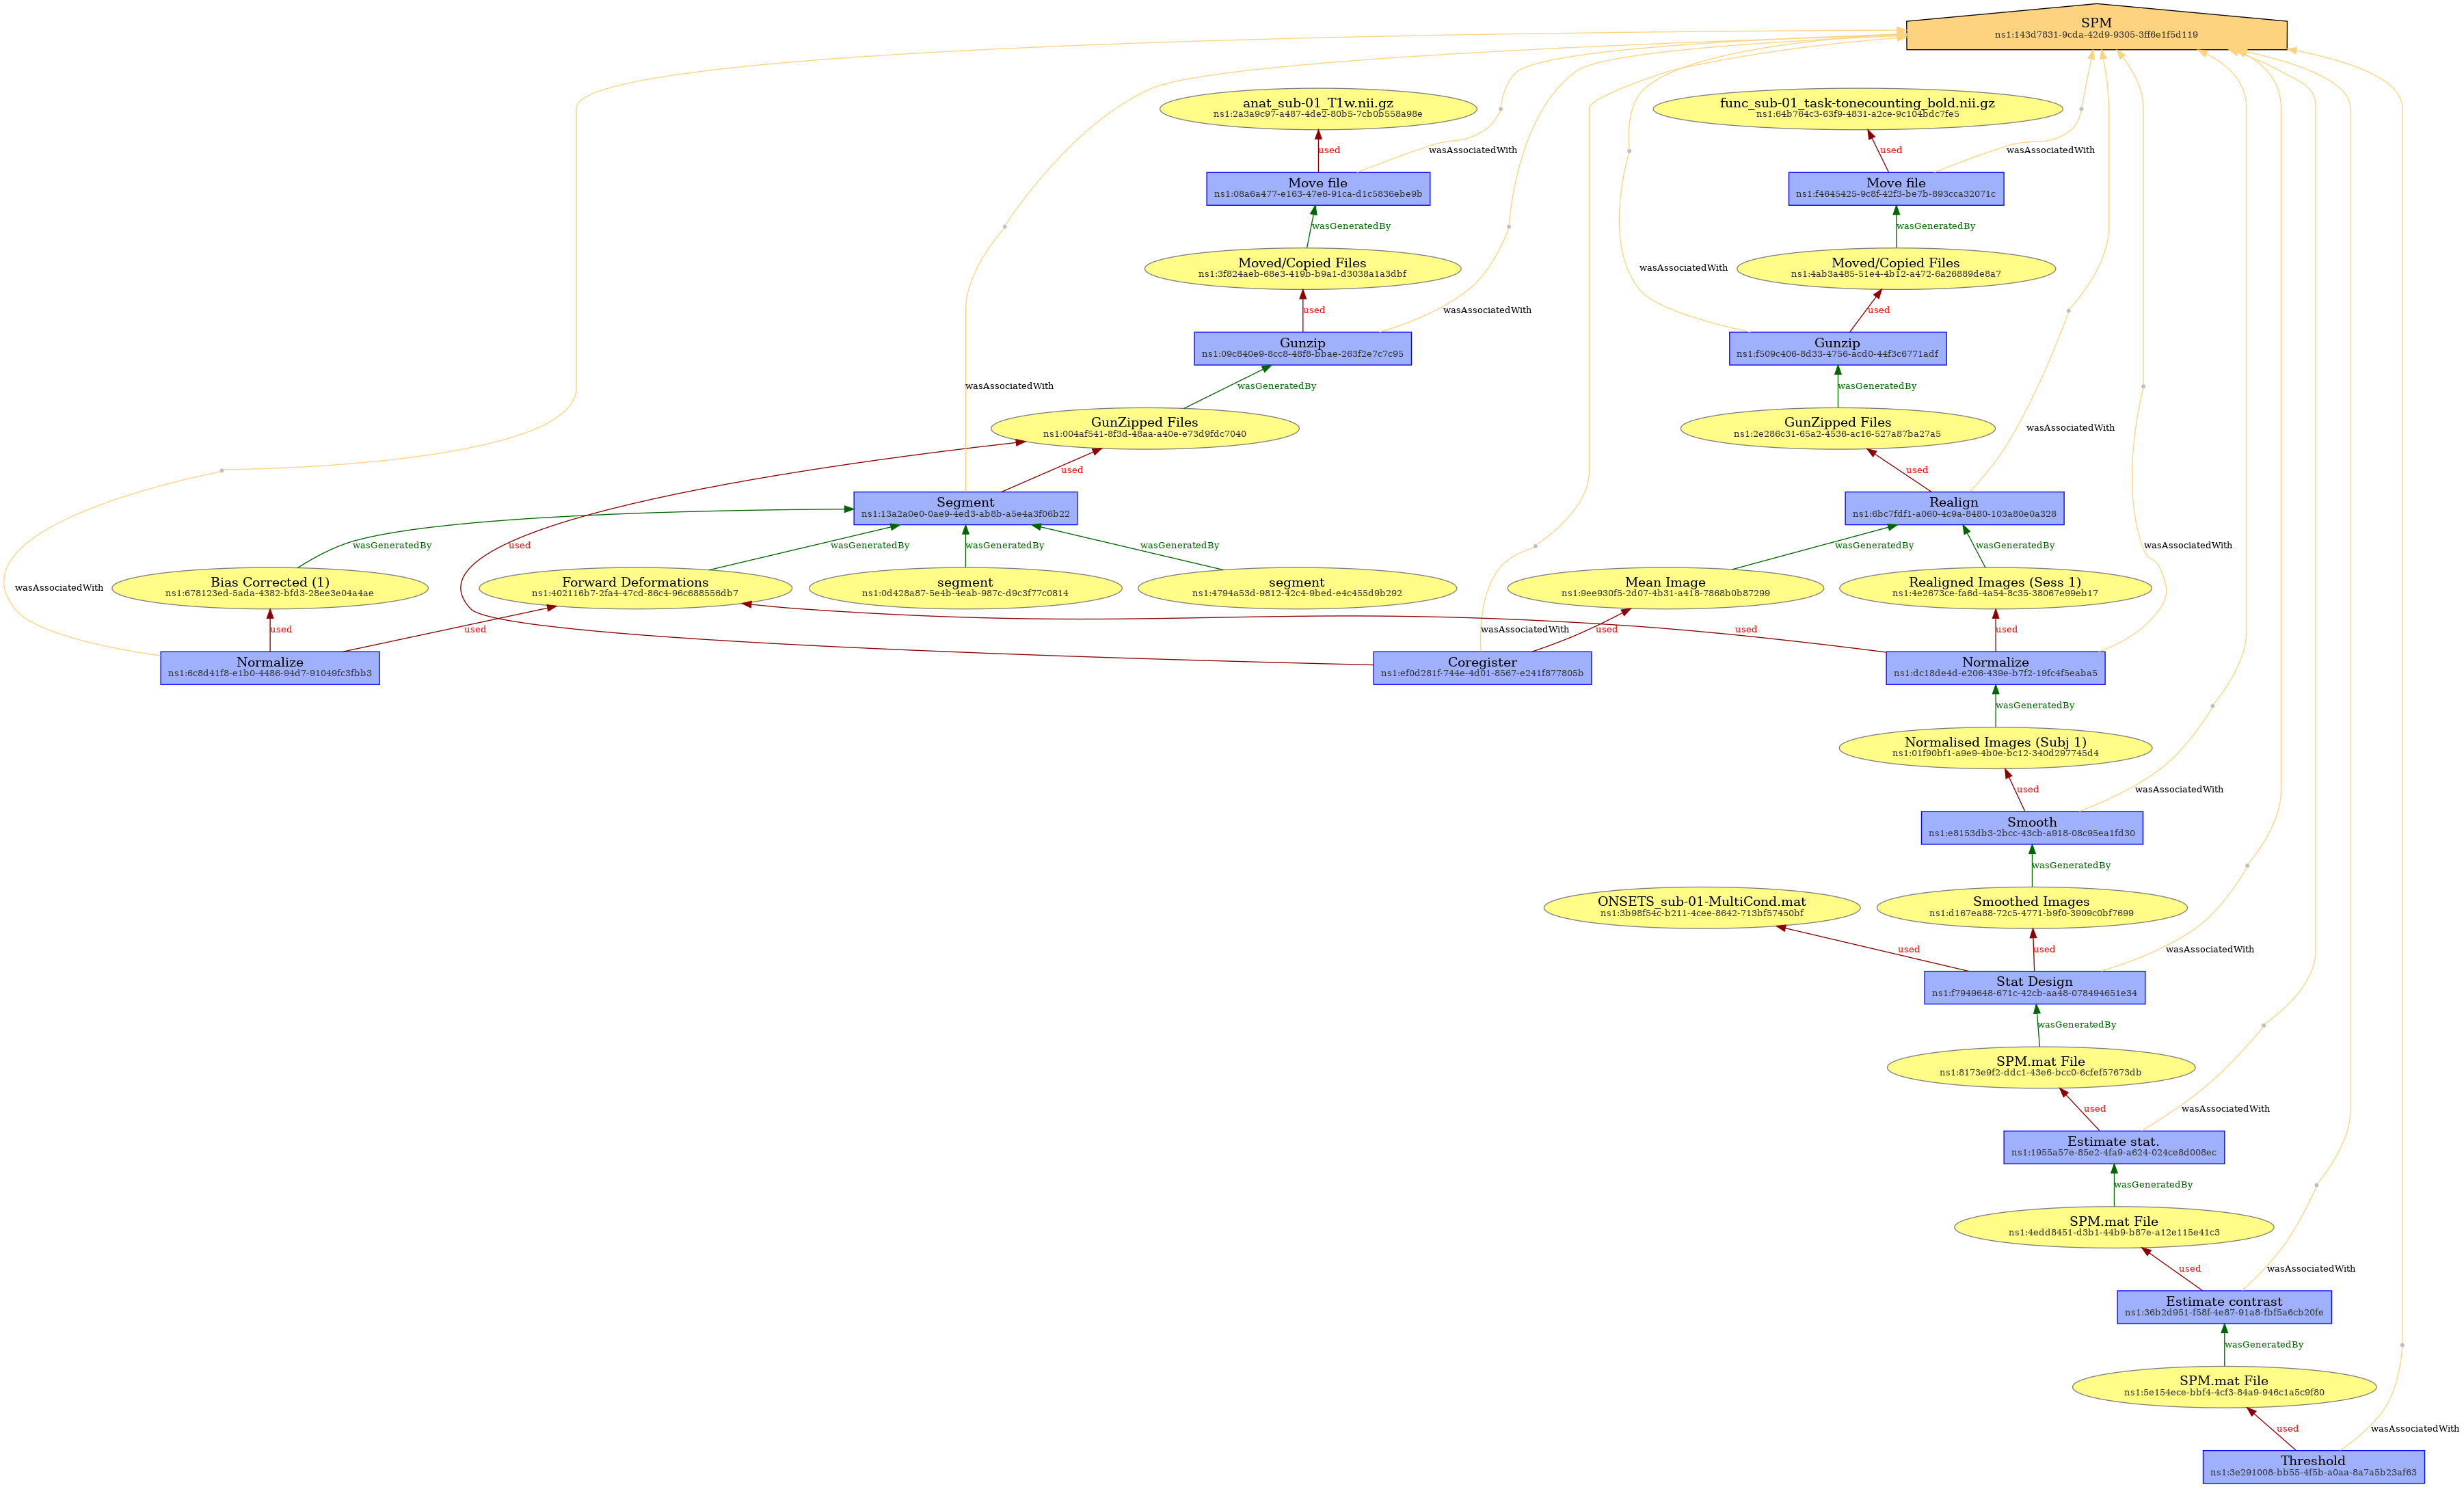 SPM
ns1:143d7831-9cda-42d9-9305-3ff6e1f5d119
anat_sub-01_T1w.nii.gz
ns1:2a3a9c97-a487-4de2-80b5-7cb0b558a98e
func_sub-01_task-tonecounting_bold.nii.gz
ns1:64b764c3-63f9-4831-a2ce-9c104bdc7fe5
used
wasAssociatedWith
used
wasAssociatedWith
Move file
ns1:08a6a477-e163-47e6-91ca-d1c5836ebe9b
Move file
ns1:f4645425-9c8f-42f3-be7b-893cca32071c
wasGeneratedBy
wasGeneratedBy
Moved/Copied Files
ns1:3f824aeb-68e3-419b-b9a1-d3038a1a3dbf
wasAssociatedWith
Moved/Copied Files
ns1:4ab3a485-51e4-4b12-a472-6a26889de8a7
used
wasAssociatedWith
used
Gunzip
ns1:09c840e9-8cc8-48f8-bbae-263f2e7c7c95
Gunzip
ns1:f509c406-8d33-4756-acd0-44f3c6771adf
wasAssociatedWith
wasGeneratedBy
wasGeneratedBy
GunZipped Files
ns1:004af541-8f3d-48aa-a40e-e73d9fdc7040
GunZipped Files
ns1:2e286c31-65a2-4536-ac16-527a87ba27a5
wasAssociatedWith
used
used
Segment
ns1:13a2a0e0-0ae9-4ed3-ab8b-a5e4a3f06b22
Realign
ns1:6bc7fdf1-a060-4c9a-8480-103a80e0a328
wasGeneratedBy
used
wasGeneratedBy
wasGeneratedBy
wasGeneratedBy
wasGeneratedBy
wasGeneratedBy
wasAssociatedWith
wasAssociatedWith
Bias Corrected (1)
ns1:678123ed-5ada-4382-bfd3-28ee3e04a4ae
Forward Deformations
ns1:402116b7-2fa4-47cd-86c4-96c688556db7
segment
ns1:0d428a87-5e4b-4eab-987c-d9c3f77c0814
segment
ns1:4794a53d-9812-42c4-9bed-e4c455d9b292
Mean Image
ns1:9ee930f5-2d07-4b31-a418-7868b0b87299
Realigned Images (Sess 1)
ns1:4e2673ce-fa6d-4a54-8c35-38067e99eb17
used
used
wasAssociatedWith
used
used
used
Normalize
ns1:6c8d41f8-e1b0-4486-94d7-91049fc3fbb3
Coregister
ns1:ef0d281f-744e-4d01-8567-e241f877805b
Normalize
ns1:dc18de4d-e206-439e-b7f2-19fc4f5eaba5
wasGeneratedBy
Normalised Images (Subj 1)
ns1:01f90bf1-a9e9-4b0e-bc12-340d297745d4
used
wasAssociatedWith
Smooth
ns1:e8153db3-2bcc-43cb-a918-08c95ea1fd30
wasGeneratedBy
ONSETS_sub-01-MultiCond.mat
ns1:3b98f54c-b211-4cee-8642-713bf57450bf
Smoothed Images
ns1:d167ea88-72c5-4771-b9f0-3909c0bf7699
used
used
wasAssociatedWith
Stat Design
ns1:f7949648-671c-42cb-aa48-078494651e34
wasGeneratedBy
SPM.mat File
ns1:8173e9f2-ddc1-43e6-bcc0-6cfef57673db
used
wasAssociatedWith
Estimate stat.
ns1:1955a57e-85e2-4fa9-a624-024ce8d008ec
wasGeneratedBy
SPM.mat File
ns1:4edd8451-d3b1-44b9-b87e-a12e115e41c3
used
wasAssociatedWith
Estimate contrast
ns1:36b2d951-f58f-4e87-91a8-fbf5a6cb20fe
wasGeneratedBy
SPM.mat File
ns1:5e154ece-bbf4-4cf3-84a9-946c1a5c9f80
used
wasAssociatedWith
Threshold
ns1:3e291008-bb55-4f5b-a0aa-8a7a5b23af63